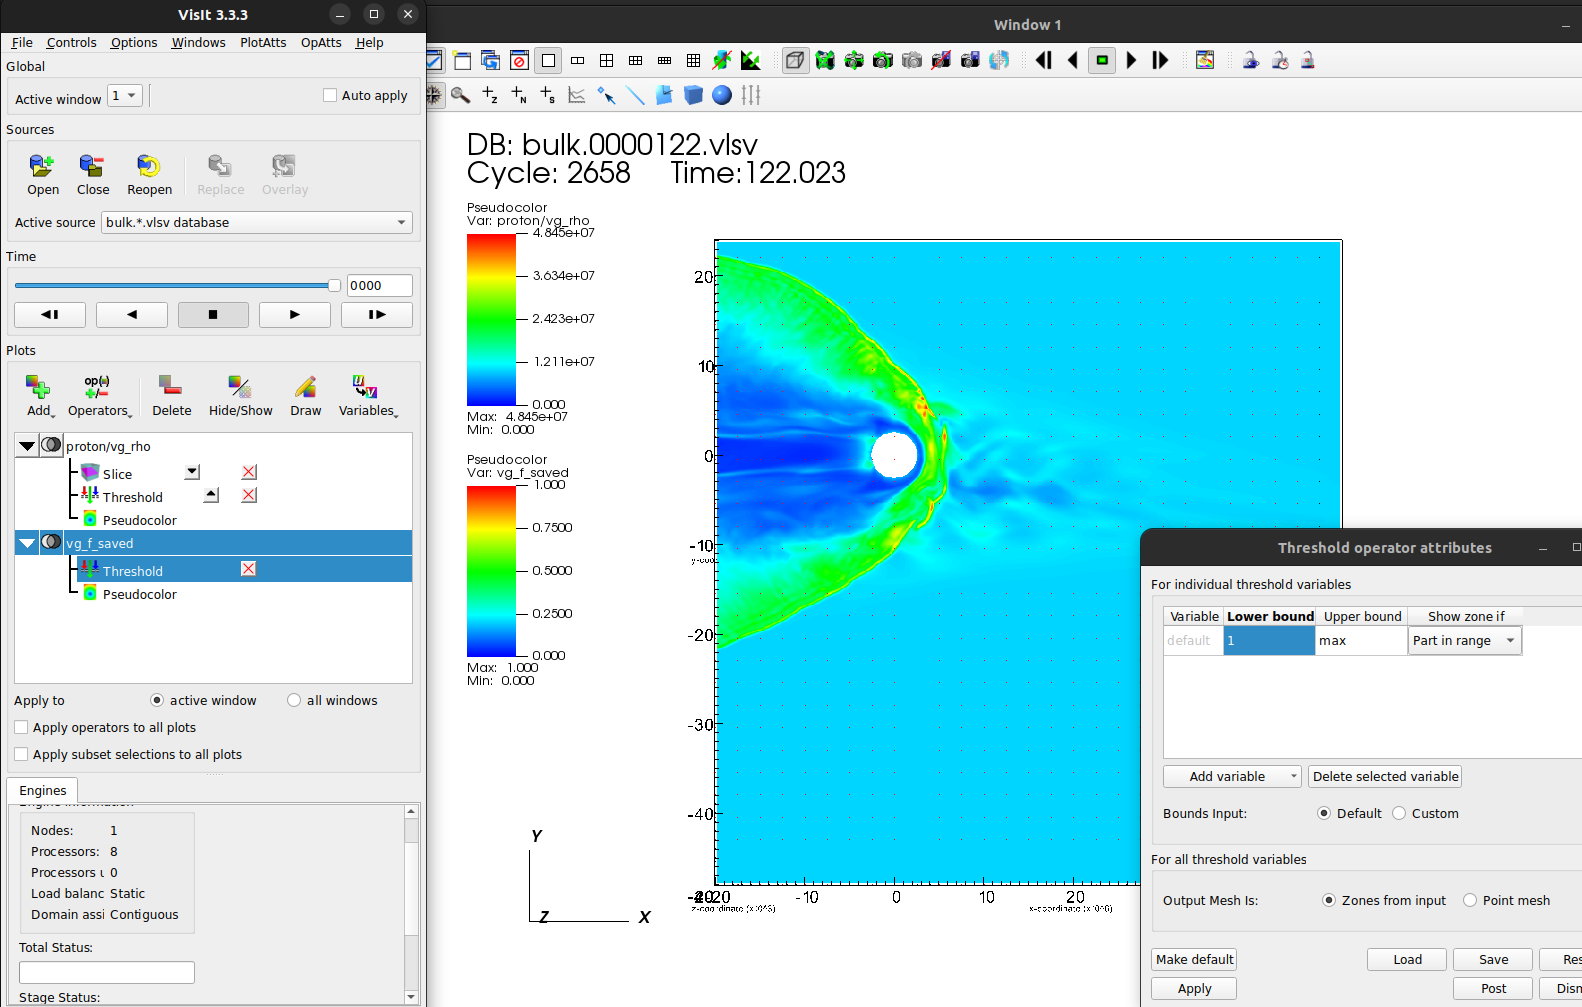 VisIt 3.3.3
File Controls Options Windows PlotAtts OpAtts Help
Global
Active window 1 Auto apply
Sources
Open Close Reopen Replace Overlay
Active source bulk.*.vlsv database
Time
0000
Plots
Add Operators Delete Hide/Show Draw Variables
op(i)
proton/vg_rho
Slice
Threshold
Pseudocolor
vg_f_saved
Threshold
Pseudocolor
Apply to active window all windows
Apply operators to all plots
Apply subset selections to all plots
Engines
Engine Information
Nodes: 1
Processors: 8
Processors u 0
Load balanc Static
Domain assi Contiguous
Total Status:
Stage Status:
Window 1
DB: bulk.0000122.vlsv
Cycle: 2658 Time:122.023
Pseudocolor
Var: proton/vg_rho
4.845e+07
3.634e+07
2.423e+07
1.211e+07
0.000
Max: 4.845e+07
Min: 0.000
Pseudocolor
Var: vg_f_saved
1.000
0.7500
0.5000
0.2500
0.000
Max: 1.000
Min: 0.000
20
10
0
-10
-20
-30
-40
-10 0 10 20
x-coordinate (x10^6)
Y
Z X
Threshold operator attributes
For individual threshold variables
Variable Lower bound Upper bound Show zone if
default 1 max Part in range
Add variable Delete selected variable
Bounds Input: Default Custom
For all threshold variables
Output Mesh Is: Zones from input Point mesh
Make default Load Save Res
Apply Post Disn